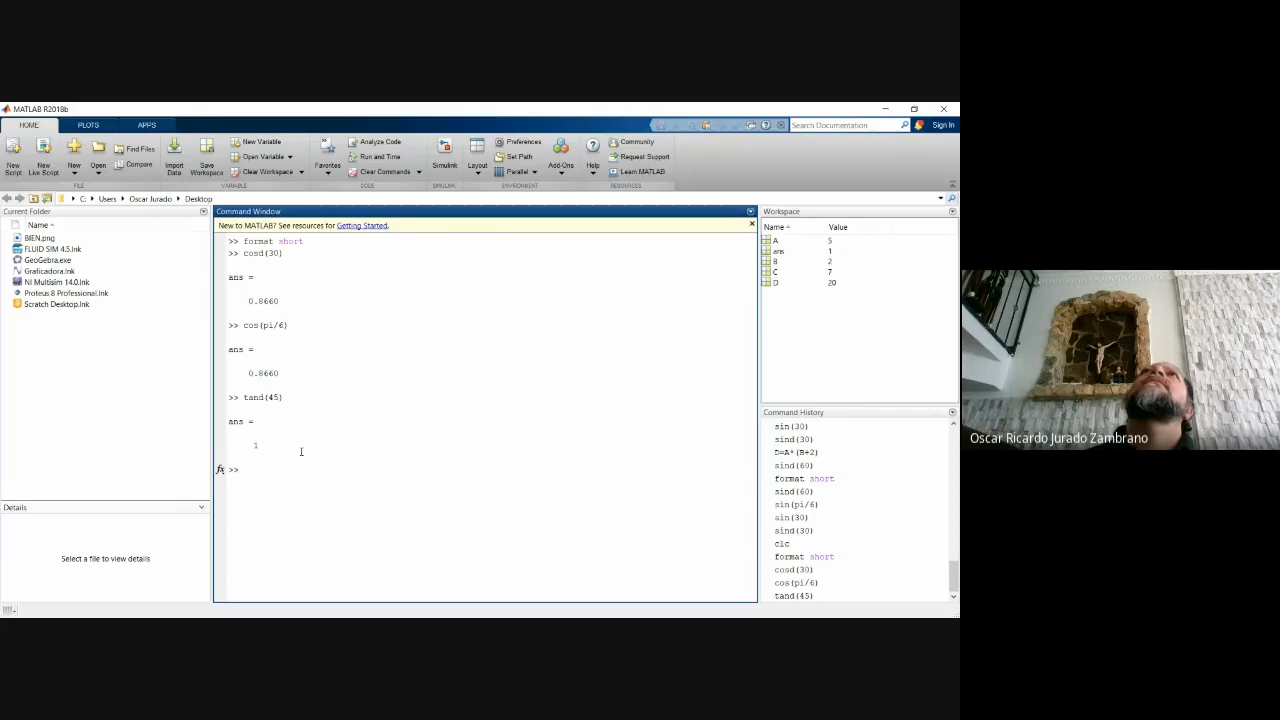 MATLAB R2018b
HOME
PLOTS
APPS
Search Documentation
Sign In
New Script
New Live Script
New
Open
Find Files
Compare
Import Data
Save Workspace
New Variable
Open Variable
Clear Workspace
Favorites
Analyze Code
Run and Time
Clear Commands
Simulink
Layout
Preferences
Set Path
Parallel
Add-Ons
Help
Community
Request Support
Learn MATLAB
FILE
VARIABLE
CODE
SIMULINK
ENVIRONMENT
RESOURCES
C: Users Oscar Jurado Desktop
Current Folder
Name
BIEN.png
FLUID SIM 4.5.lnk
GeoGebra.exe
Graficadora.lnk
NI Multisim 14.0.lnk
Proteus 8 Professional.lnk
Scratch Desktop.lnk
Details
Select a file to view details
Command Window
New to MATLAB? See resources for Getting Started.
>> format short
>> cosd(30)
ans =
0.8660
>> cos(pi/6)
ans =
0.8660
>> tand(45)
ans =
1
fx >>
Workspace
Name Value
A 5
ans 1
B 2
C 7
D 20
Command History
sin(30)
sind(30)
D=A*(B+2)
sind(60)
format short
sind(60)
sin(pi/6)
sin(30)
sind(30)
clc
format short
cosd(30)
cos(pi/6)
tand(45)
Oscar Ricardo Jurado Zambrano